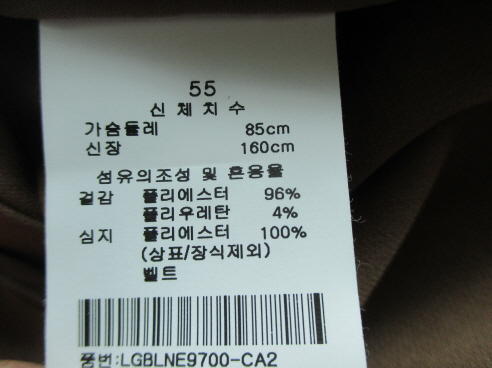 55
신체치수
가슴둘레 85cm
신장 160cm
섬유의조성 및 혼용율
겉감 폴리에스터 96%
폴리우레탄 4%
심지 폴리에스터 100%
(상표/장식제외)
벨트
품번:LGBLNE9700-CA2